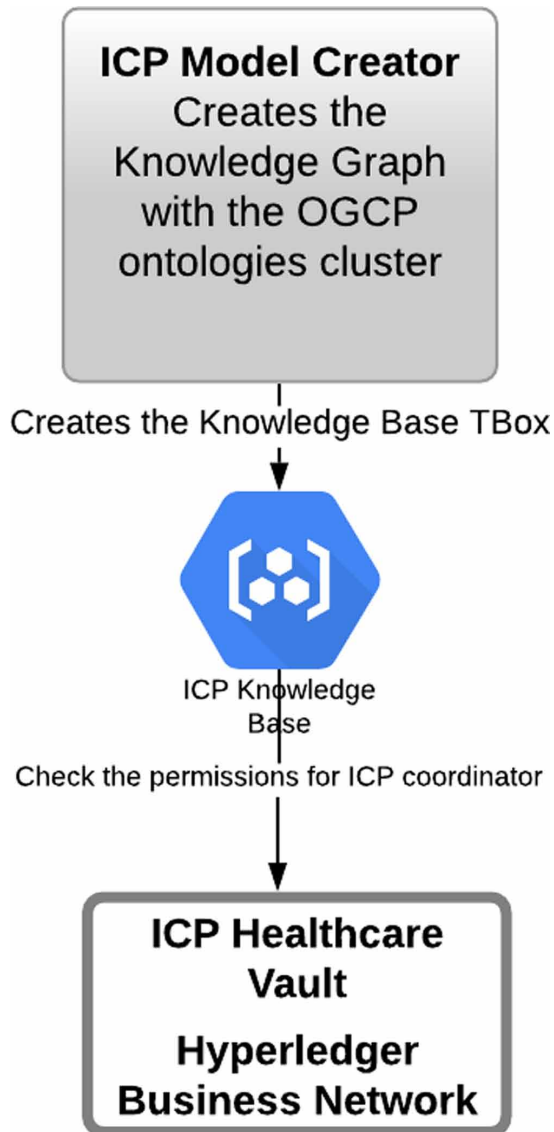 ICP Model Creator
Creates the
Knowledge Graph
with the OGCP
ontologies cluster
Creates the Knowledge Base TBox
ICP Knowledge
Base
Check the permissions for ICP coordinator
ICP Healthcare
Vault
Hyperledger
Business Network